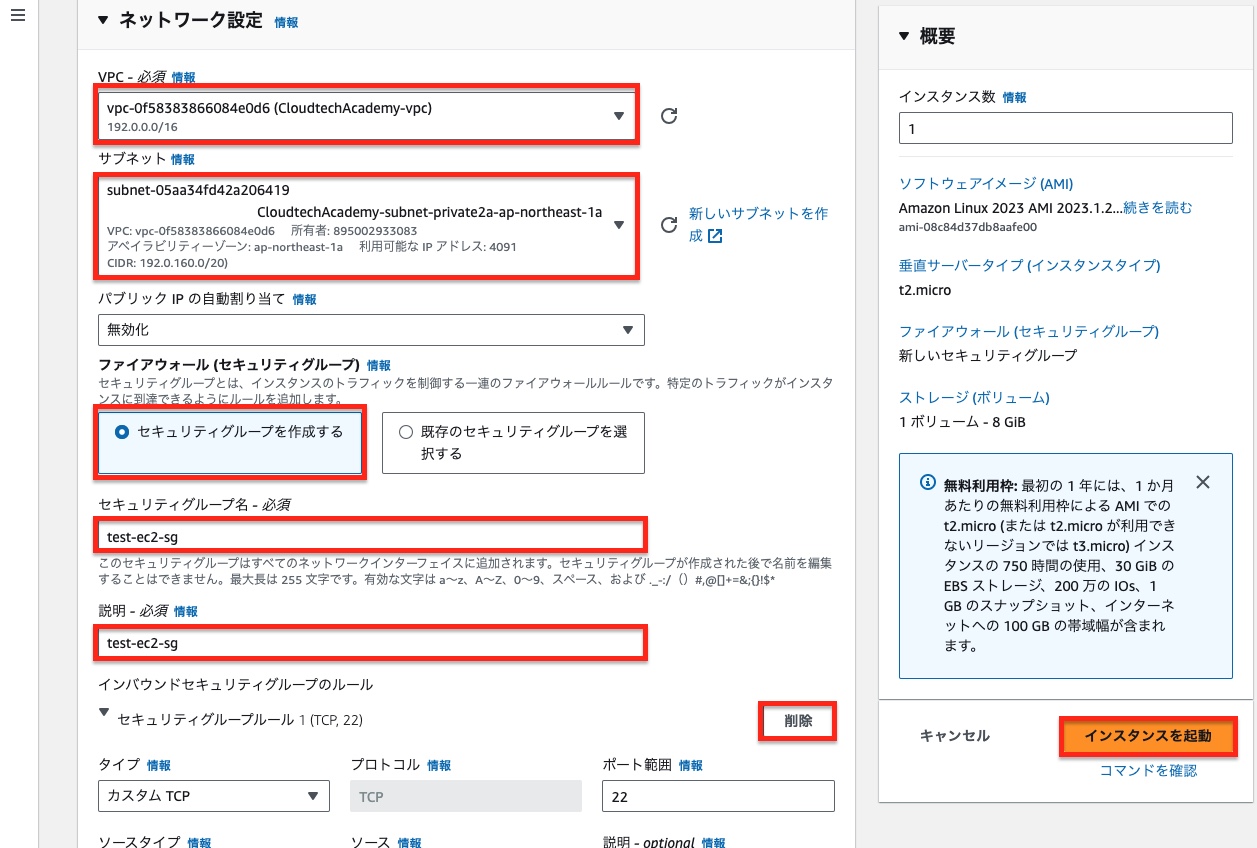 ▼ ネットワーク設定 情報
VPC - 必須 情報
vpc-0f58383866084e0d6 (CloudtechAcademy-vpc)
192.0.0.0/16
サブネット 情報
subnet-05aa34fd42a206419
CloudtechAcademy-subnet-private2a-ap-northeast-1a
VPC: vpc-0f58383866084e0d6 所有者: 895002933083
アベイラビリティーゾーン: ap-northeast-1a 利用可能な IP アドレス: 4091
CIDR: 192.0.160.0/20)
新しいサブネットを作
成
パブリック IP の自動割り当て 情報
無効化
ファイアウォール (セキュリティグループ) 情報
セキュリティグループとは、インスタンスのトラフィックを制御する一連のファイアウォールルールです。特定のトラフィックがインスタ
ンスに到達できるようにルールを追加します。
セキュリティグループを作成する
既存のセキュリティグループを選
択する
セキュリティグループ名 - 必須
test-ec2-sg
このセキュリティグループはすべてのネットワークインターフェイスに追加されます。セキュリティグループが作成された後で名前を編集
することはできません。最大長は 255 文字です。有効な文字は a～z、A～Z、0～9、スペース、および ._-:/（）#,@[]+=&;{}!$*
説明 - 必須 情報
test-ec2-sg
インバウンドセキュリティグループのルール
▼ セキュリティグループルール 1 (TCP, 22)
削除
タイプ 情報
プロトコル 情報
ポート範囲 情報
カスタム TCP
TCP
22
ソースタイプ 情報
ソース 情報
説明 - optional 情報
▼ 概要
インスタンス数 情報
1
ソフトウェアイメージ (AMI)
Amazon Linux 2023 AMI 2023.1.2...続きを読む
ami-08c84d37db8aafe00
垂直サーバータイプ (インスタンスタイプ)
t2.micro
ファイアウォール (セキュリティグループ)
新しいセキュリティグループ
ストレージ (ボリューム)
1 ボリューム - 8 GiB
無料利用枠: 最初の 1 年には、1 か月
あたりの無料利用枠による AMI での
t2.micro (または t2.micro が利用でき
ないリージョンでは t3.micro) インス
タンスの 750 時間の使用、30 GiB の
EBS ストレージ、200 万の IOs、1
GB のスナップショット、インターネ
ットへの 100 GB の帯域幅が含まれ
ます。
キャンセル
インスタンスを起動
コマンドを確認